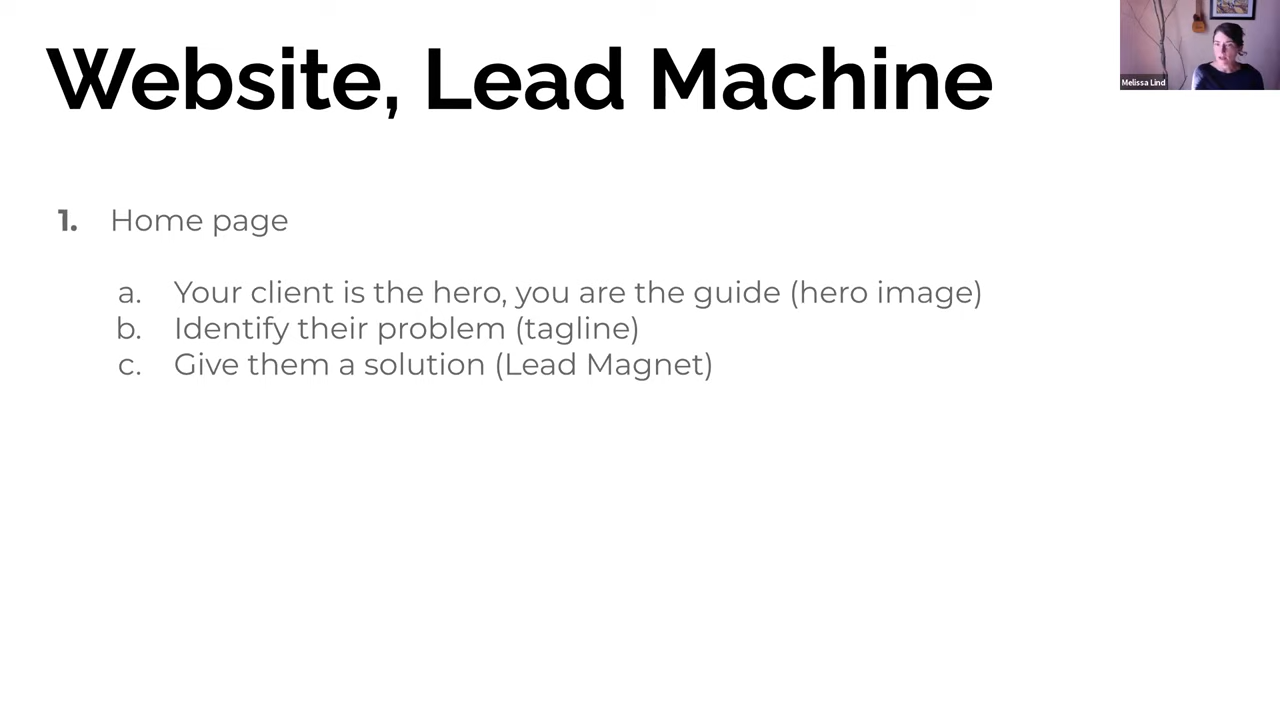 Website, Lead Machine
Melissa Lind
1. Home page
a. Your client is the hero, you are the guide (hero image)
b. Identify their problem (tagline)
c. Give them a solution (Lead Magnet)